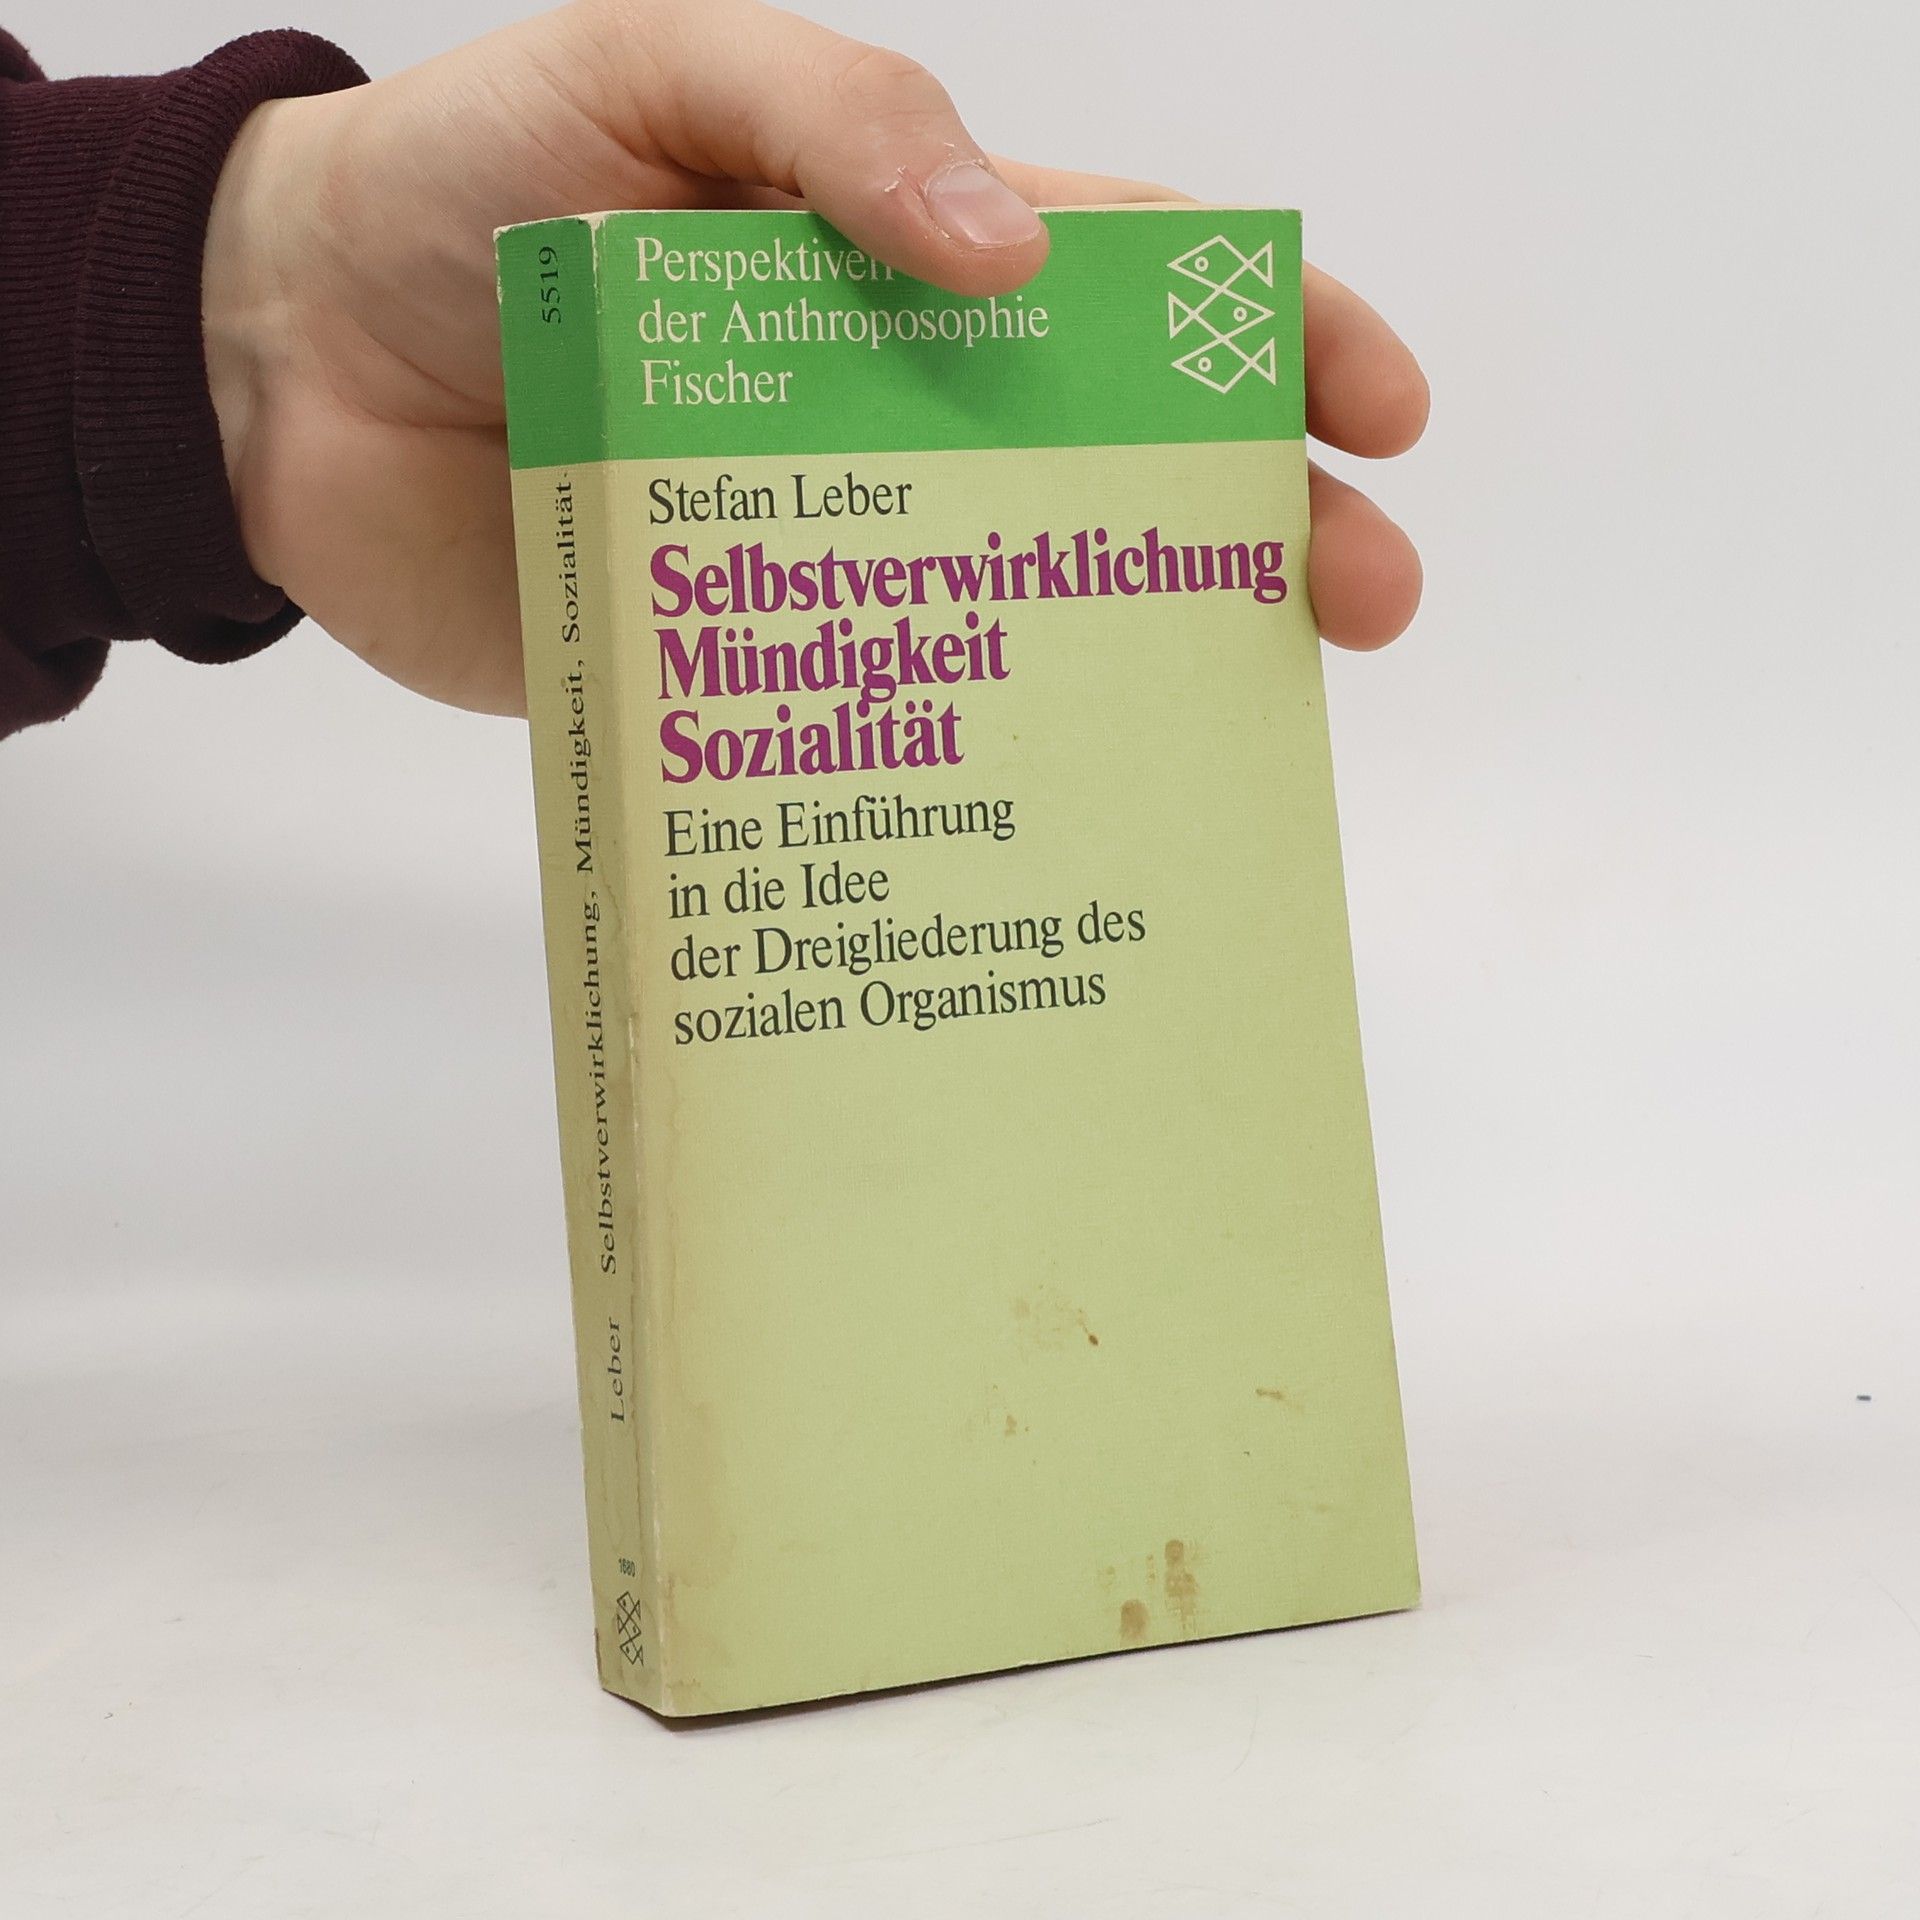 Perspektiven
der Anthroposophie
Fischer
Stefan Leber
Selbstverwirklichung
Mündigkeit
Sozialität
Eine Einführung
in die Idee
der Dreigliederung des
sozialen Organismus
5519
Leber Selbstverwirklichung, Mündigkeit, Sozialität
1680